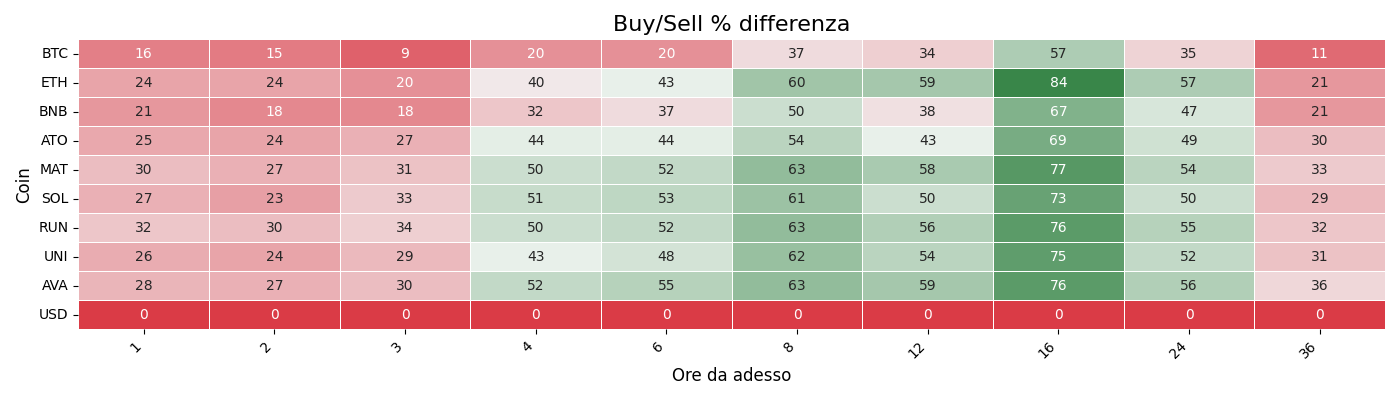 Buy/Sell % differenza
Coin
BTC 16 15 9 20 20 37 34 57 35 11
ETH 24 24 20 40 43 60 59 84 57 21
BNB 21 18 18 32 37 50 38 67 47 21
ATO 25 24 27 44 44 54 43 69 49 30
MAT 30 27 31 50 52 63 58 77 54 33
SOL 27 23 33 51 53 61 50 73 50 29
RUN 32 30 34 50 52 63 56 76 55 32
UNI 26 24 29 43 48 62 54 75 52 31
AVA 28 27 30 52 55 63 59 76 56 36
USD 0 0 0 0 0 0 0 0 0 0
1 2 3 4 6 8 12 16 24 36
Ore da adesso